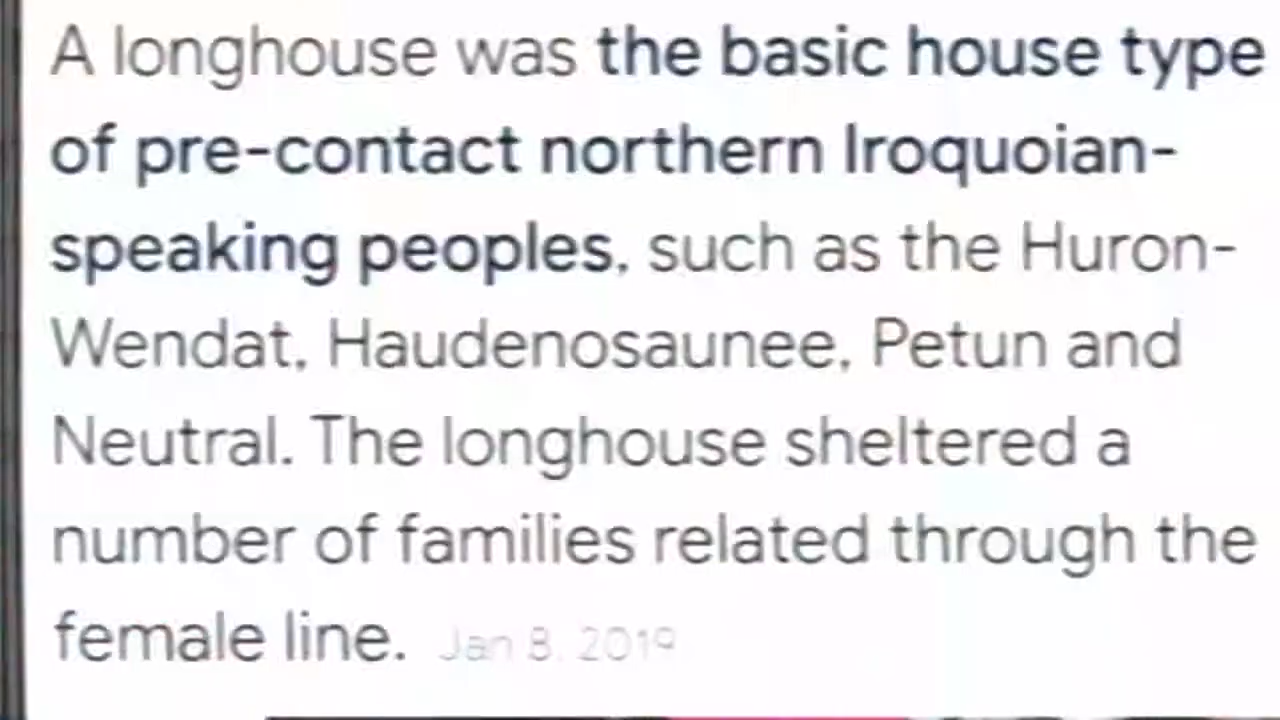 A longhouse was the basic house type
of pre-contact northern Iroquoian-
speaking peoples, such as the Huron-
Wendat, Haudenosaunee, Petun and
Neutral. The longhouse sheltered a
number of families related through the
female line. Jan 8, 2019